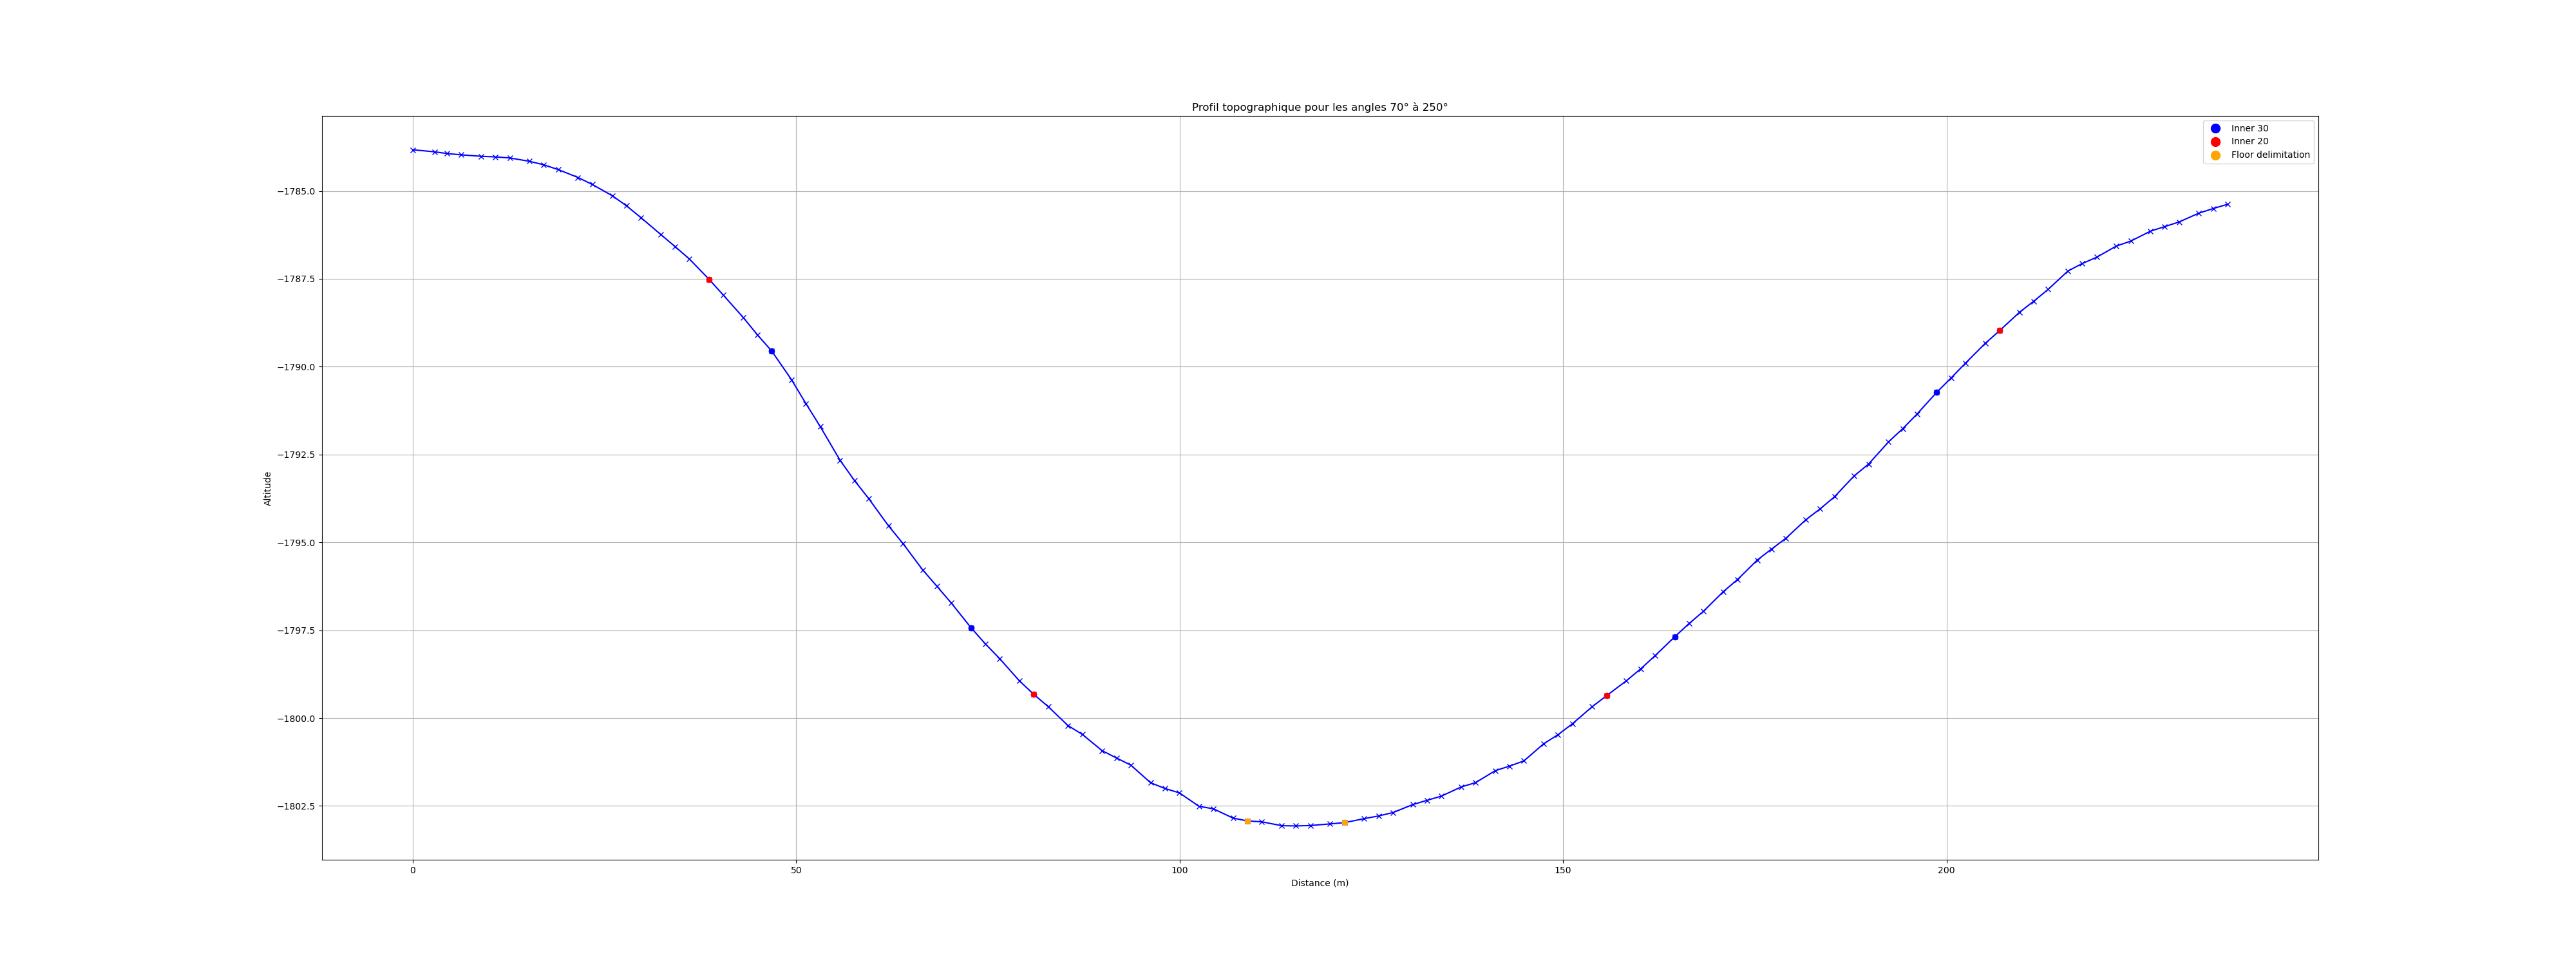 Profil topographique pour les angles 70° à 250°
Inner 30
Inner 20
Floor delimitation
−1785.0
−1787.5
−1790.0
−1792.5
−1795.0
−1797.5
−1800.0
−1802.5
Altitude
0 50 100 150 200
Distance (m)